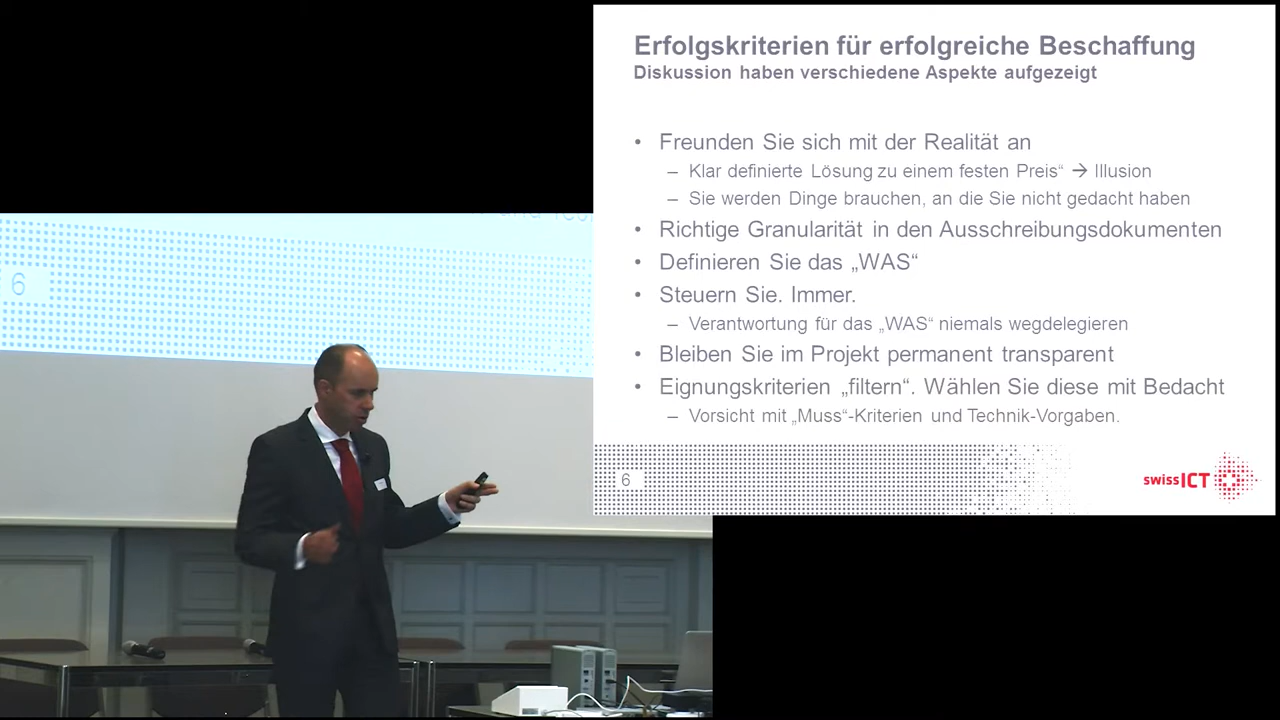 Erfolgskriterien für erfolgreiche Beschaffung
Diskussion haben verschiedene Aspekte aufgezeigt
• Freunden Sie sich mit der Realität an
– Klar definierte Lösung zu einem festen Preis“ → Illusion
– Sie werden Dinge brauchen, an die Sie nicht gedacht haben
• Richtige Granularität in den Ausschreibungsdokumenten
• Definieren Sie das „WAS“
• Steuern Sie. Immer.
– Verantwortung für das „WAS“ niemals wegdelegieren
• Bleiben Sie im Projekt permanent transparent
• Eignungskriterien „filtern“. Wählen Sie diese mit Bedacht
– Vorsicht mit „Muss“-Kriterien und Technik-Vorgaben.
6
swissICT
6